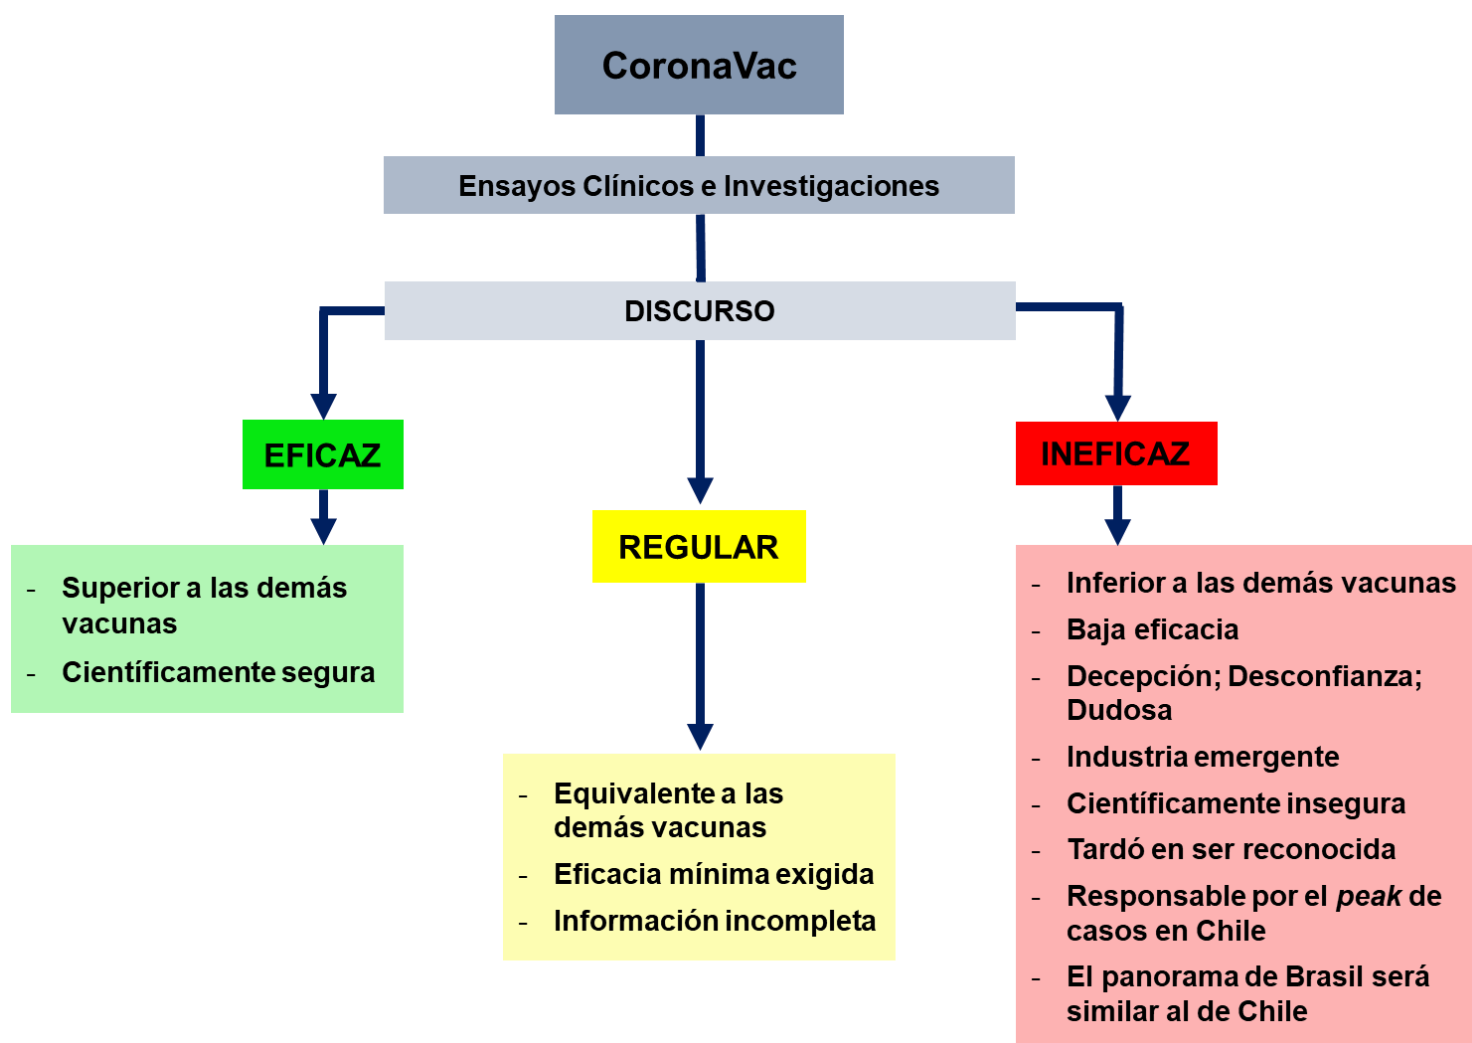 CoronaVac
Ensayos Clínicos e Investigaciones
DISCURSO
EFICAZ
- Superior a las demás
vacunas
- Científicamente segura
REGULAR
- Equivalente a las
demás vacunas
- Eficacia mínima exigida
- Información incompleta
INEFICAZ
- Inferior a las demás vacunas
- Baja eficacia
- Decepción; Desconfianza;
Dudosa
- Industria emergente
- Científicamente insegura
- Tardó en ser reconocida
- Responsable por el peak de
casos en Chile
- El panorama de Brasil será
similar al de Chile